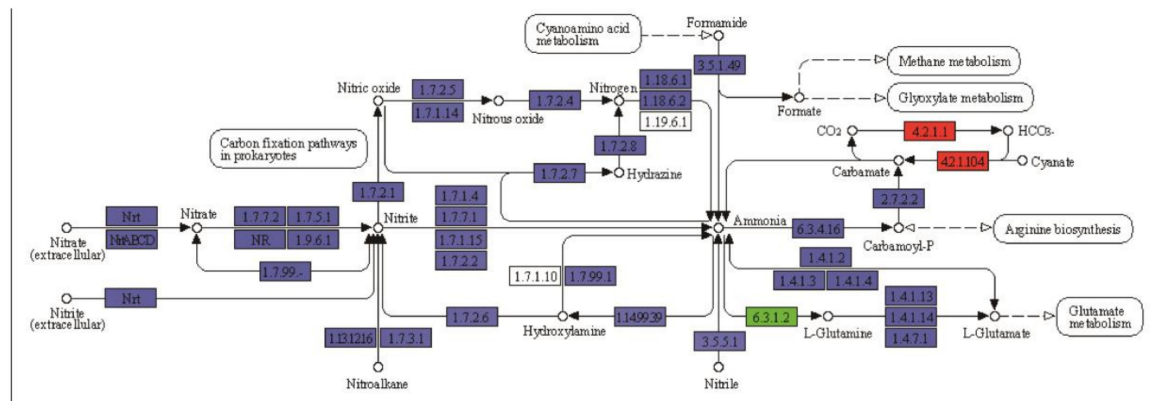 Cyanoamino acid
metabolism
Formamide
3.5.1.49
Methane metabolism
Glyoxylate metabolism
Formate
Nitric oxide
1.7.2.5
1.7.1.14
Nitrous oxide
1.7.2.4
Nitrogen
1.18.6.1
1.18.6.2
1.19.6.1
Carbon fixation pathways
in prokaryotes
1.7.2.8
1.7.2.7
Hydrazine
CO2
4.2.1.1
HCO3-
4.2.1.104
Cyanate
Carbamate
2.7.2.2
1.7.2.1
Nrt
NrtABCD
Nitrate
(extracellular)
Nitrate
1.7.7.2
1.7.5.1
NR
1.9.6.1
1.7.99.-
Nitrite
1.7.1.4
1.7.7.1
1.7.1.15
1.7.2.2
Ammonia
6.3.4.16
Carbamoyl-P
Arginine biosynthesis
Nrt
Nitrite
(extracellular)
1.7.1.10
1.7.99.1
1.4.1.2
1.4.1.3
1.4.1.4
1.7.2.6
Hydroxylamine
1.14.99.39
6.3.1.2
L-Glutamine
1.4.1.13
1.4.1.14
1.4.7.1
L-Glutamate
Glutamate
metabolism
1.13.12.16
1.7.3.1
3.5.5.1
Nitroalkane
Nitrile